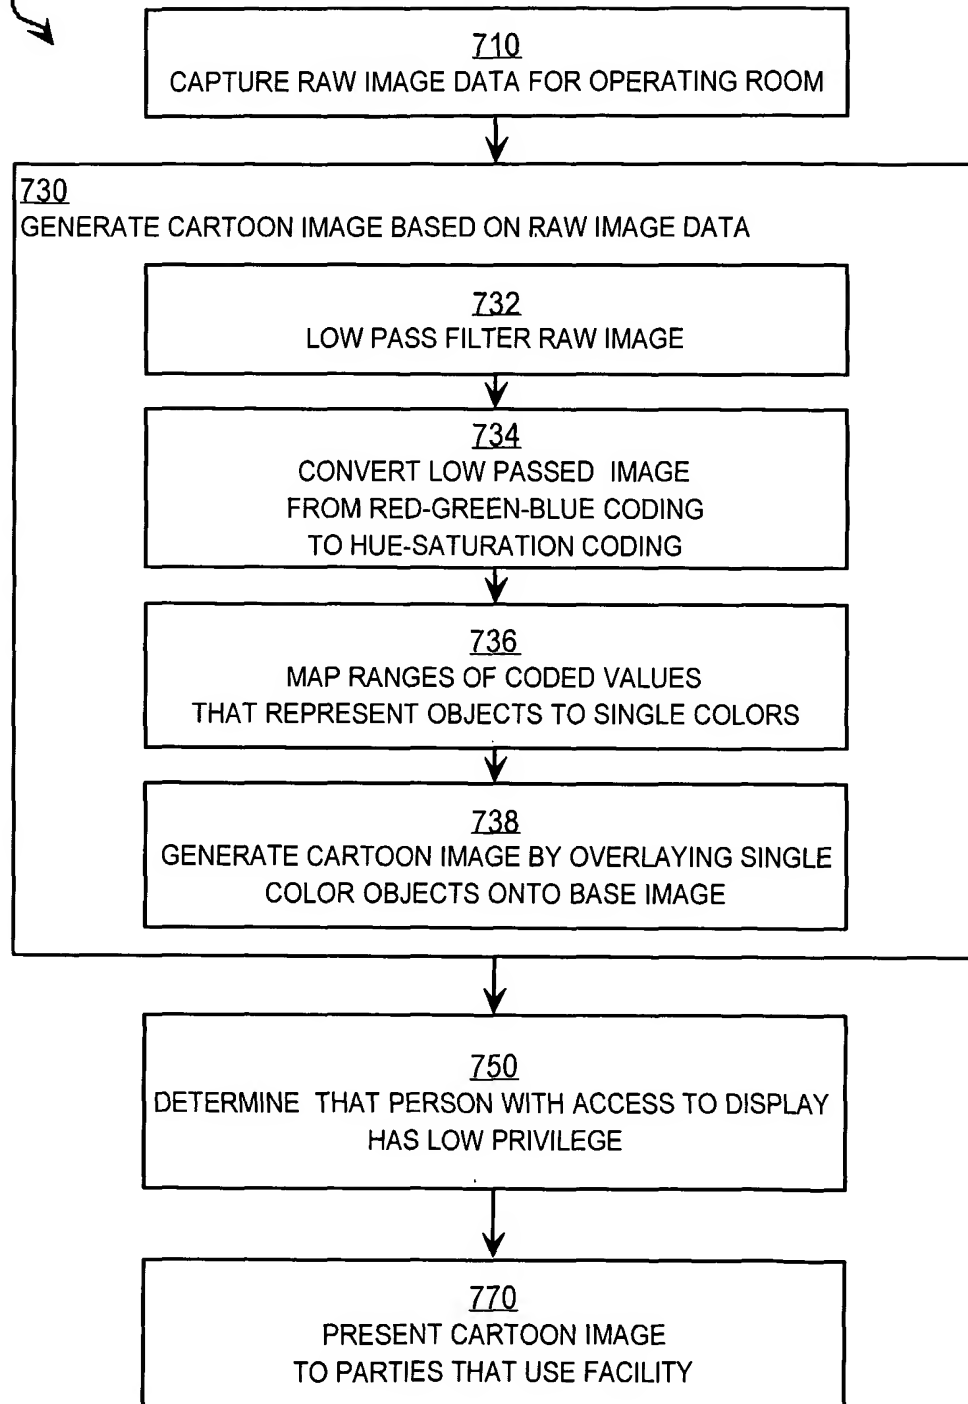 710
CAPTURE RAW IMAGE DATA FOR OPERATING ROOM
730
GENERATE CARTOON IMAGE BASED ON RAW IMAGE DATA
732
LOW PASS FILTER RAW IMAGE
734
CONVERT LOW PASSED IMAGE
FROM RED-GREEN-BLUE CODING
TO HUE-SATURATION CODING
736
MAP RANGES OF CODED VALUES
THAT REPRESENT OBJECTS TO SINGLE COLORS
738
GENERATE CARTOON IMAGE BY OVERLAYING SINGLE
COLOR OBJECTS ONTO BASE IMAGE
750
DETERMINE THAT PERSON WITH ACCESS TO DISPLAY
HAS LOW PRIVILEGE
770
PRESENT CARTOON IMAGE
TO PARTIES THAT USE FACILITY